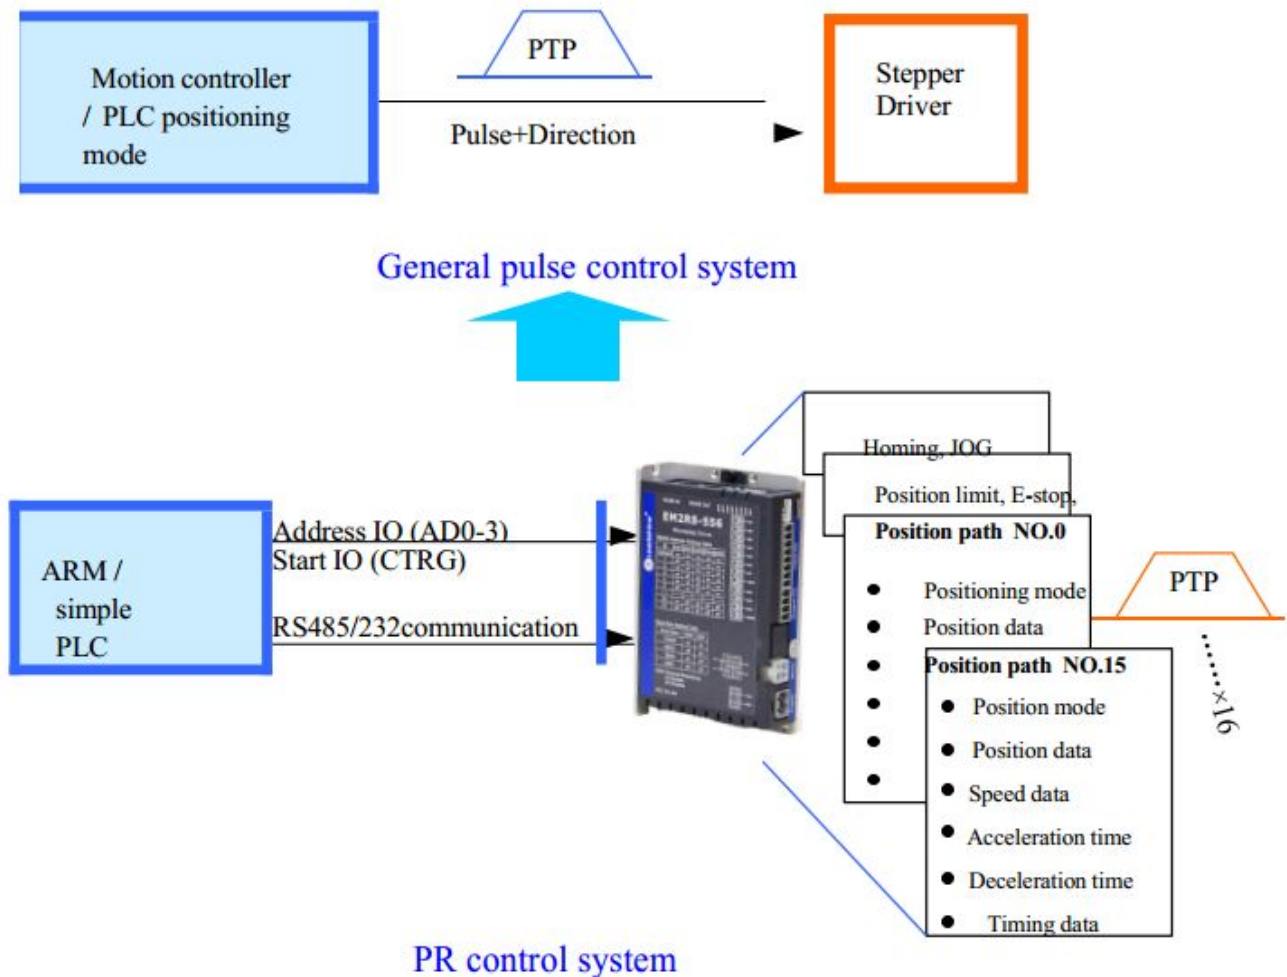 Motion controller
/ PLC positioning
mode
PTP
Pulse+Direction
Stepper
Driver
General pulse control system
ARM /
simple
PLC
Address IO (AD0-3)
Start IO (CTRG)
RS485/232communication
EM2RS-556
Homing, JOG
Position limit, E-stop,
Position path NO.0
● Positioning mode
● Position data
●
●
●
●
Position path NO.15
● Position mode
● Position data
● Speed data
● Acceleration time
● Deceleration time
● Timing data
PTP
······×16
PR control system